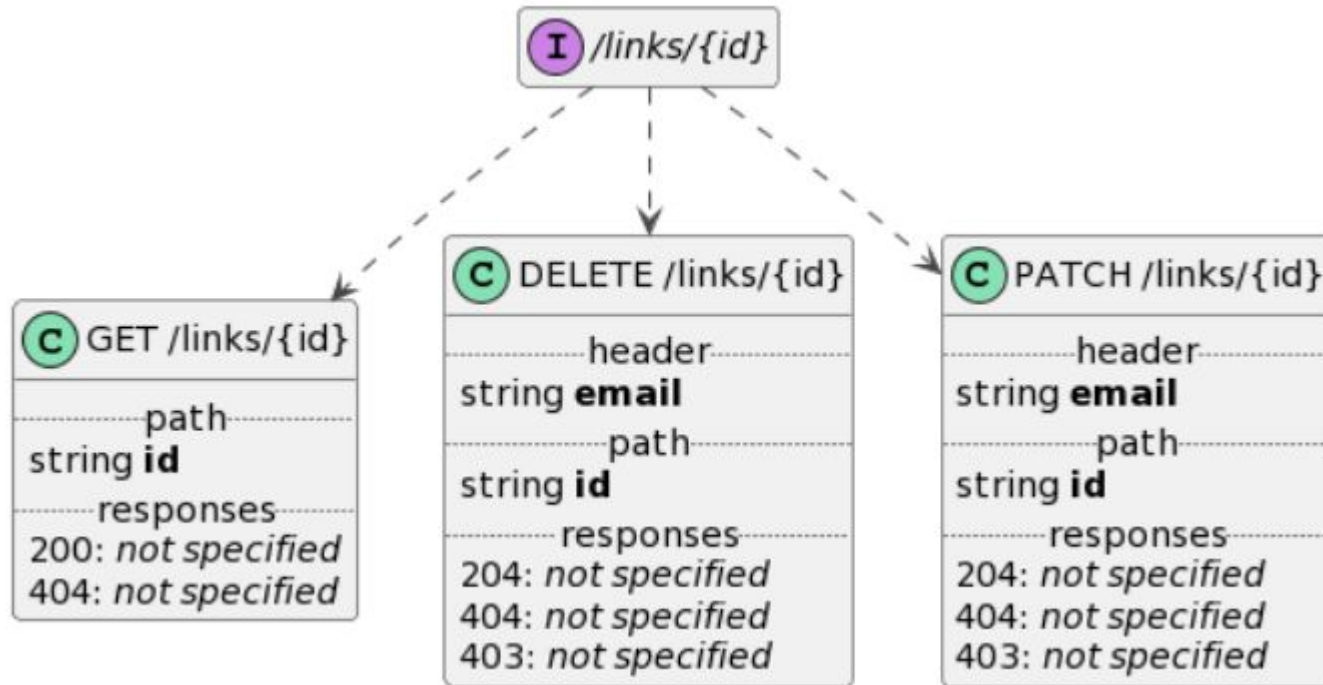 I /links/{id}
C GET /links/{id}
path
string id
responses
200: not specified
404: not specified
C DELETE /links/{id}
header
string email
path
string id
responses
204: not specified
404: not specified
403: not specified
C PATCH /links/{id}
header
string email
path
string id
responses
204: not specified
404: not specified
403: not specified